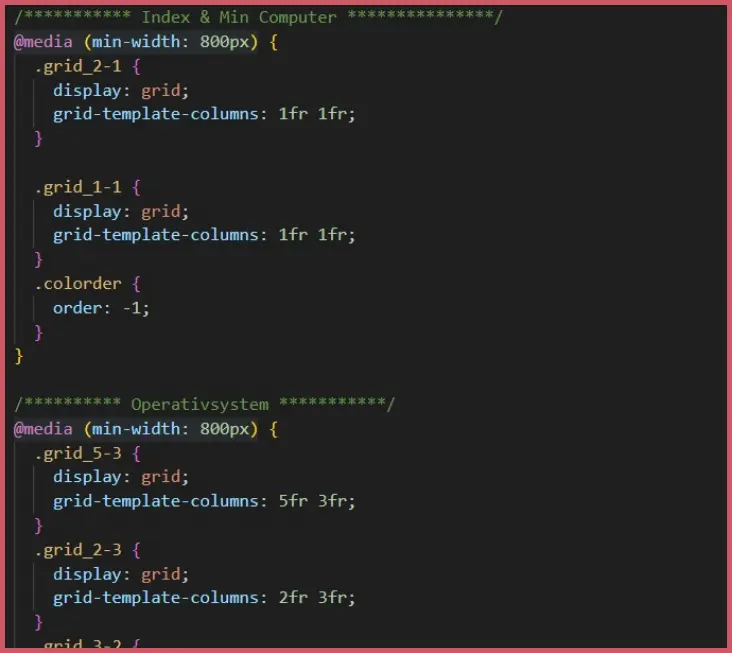 /*********** Index & Min Computer ***************/
@media (min-width: 800px) {
.grid_2-1 {
display: grid;
grid-template-columns: 1fr 1fr;
}
.grid_1-1 {
display: grid;
grid-template-columns: 1fr 1fr;
}
.colorder {
order: -1;
}
}
/********** Operativsystem ***********/
@media (min-width: 800px) {
.grid_5-3 {
display: grid;
grid-template-columns: 5fr 3fr;
}
.grid_2-3 {
display: grid;
grid-template-columns: 2fr 3fr;
}
.grid_3-2 {